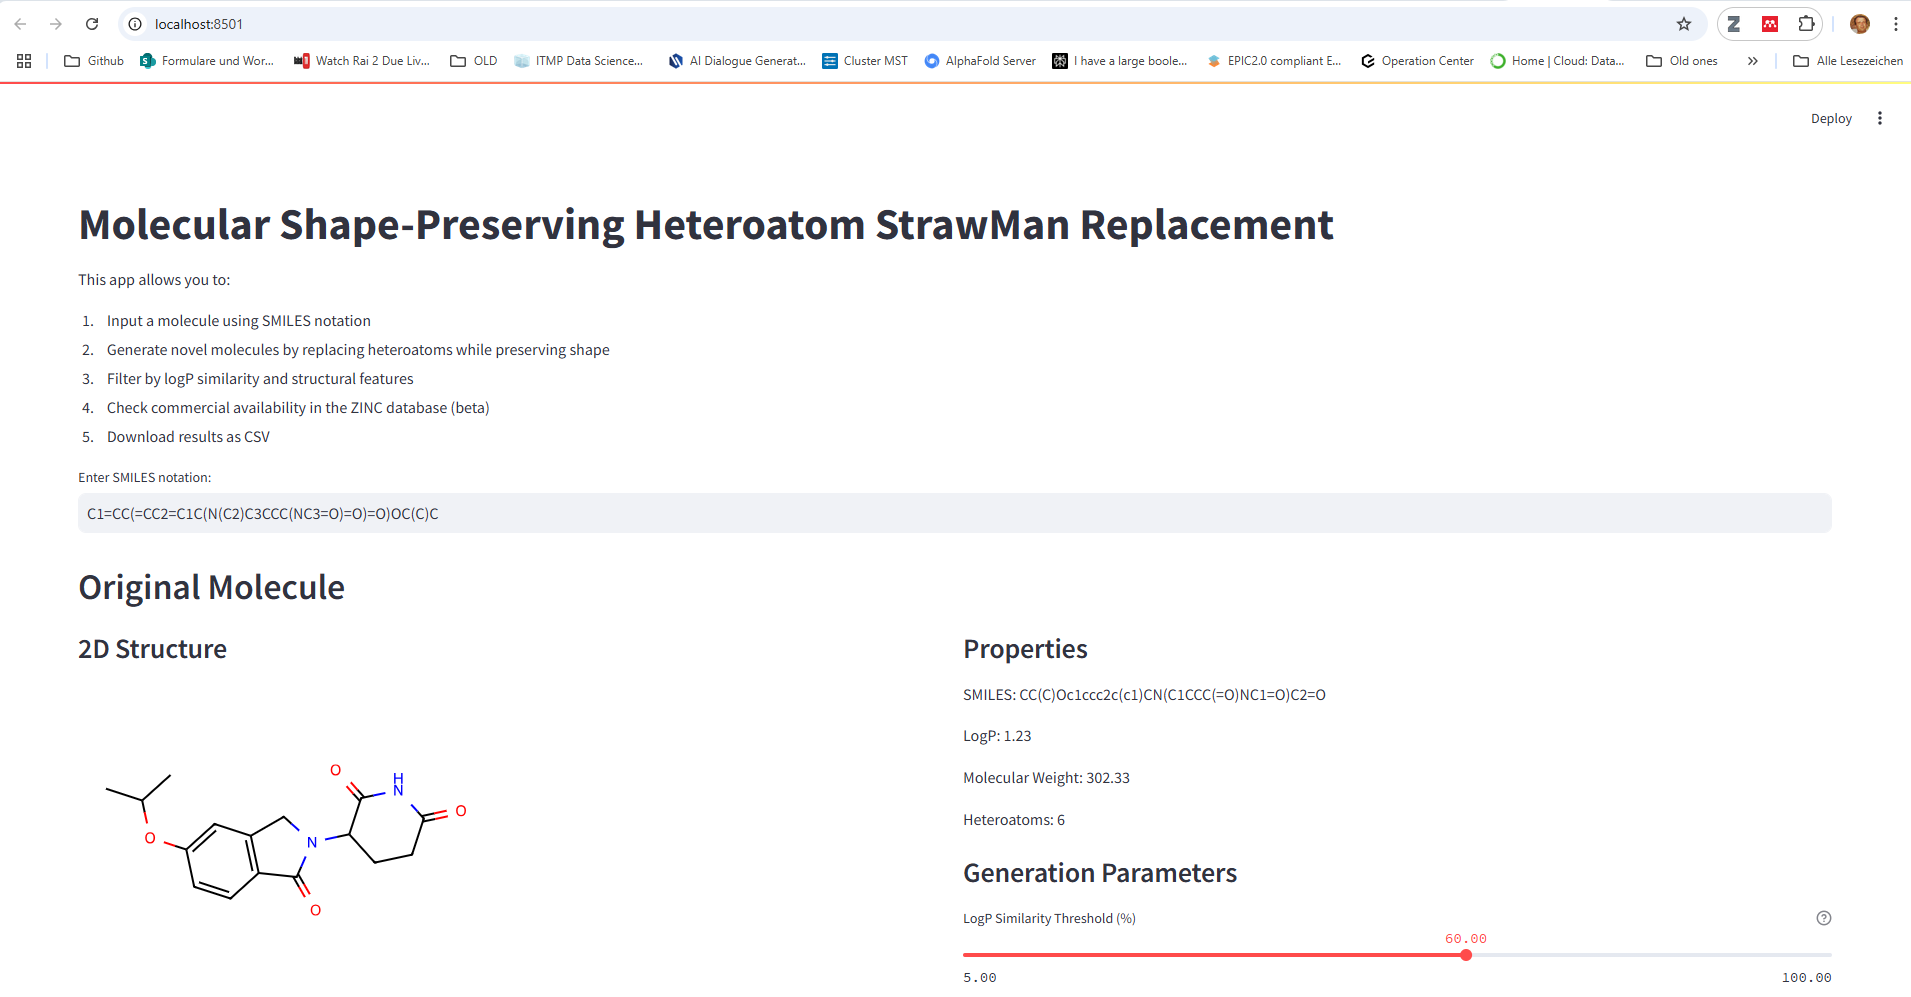 localhost:8501
Github Formulare und Wor... Watch Rai 2 Due Liv... OLD ITMP Data Science... AI Dialogue Generat... Cluster MST AlphaFold Server I have a large boole... EPIC2.0 compliant E... Operation Center Home | Cloud: Data... Old ones » Alle Lesezeichen
Deploy
Molecular Shape-Preserving Heteroatom StrawMan Replacement
This app allows you to:
1. Input a molecule using SMILES notation
2. Generate novel molecules by replacing heteroatoms while preserving shape
3. Filter by logP similarity and structural features
4. Check commercial availability in the ZINC database (beta)
5. Download results as CSV
Enter SMILES notation:
C1=CC(=CC2=C1C(N(C2)C3CCC(NC3=O)=O)=O)OC(C)C
Original Molecule
2D Structure
O
H
N
O
O
N
O
Properties
SMILES: CC(C)Oc1ccc2c(c1)CN(C1CCC(=O)NC1=O)C2=O
LogP: 1.23
Molecular Weight: 302.33
Heteroatoms: 6
Generation Parameters
LogP Similarity Threshold (%)
60.00
5.00 100.00